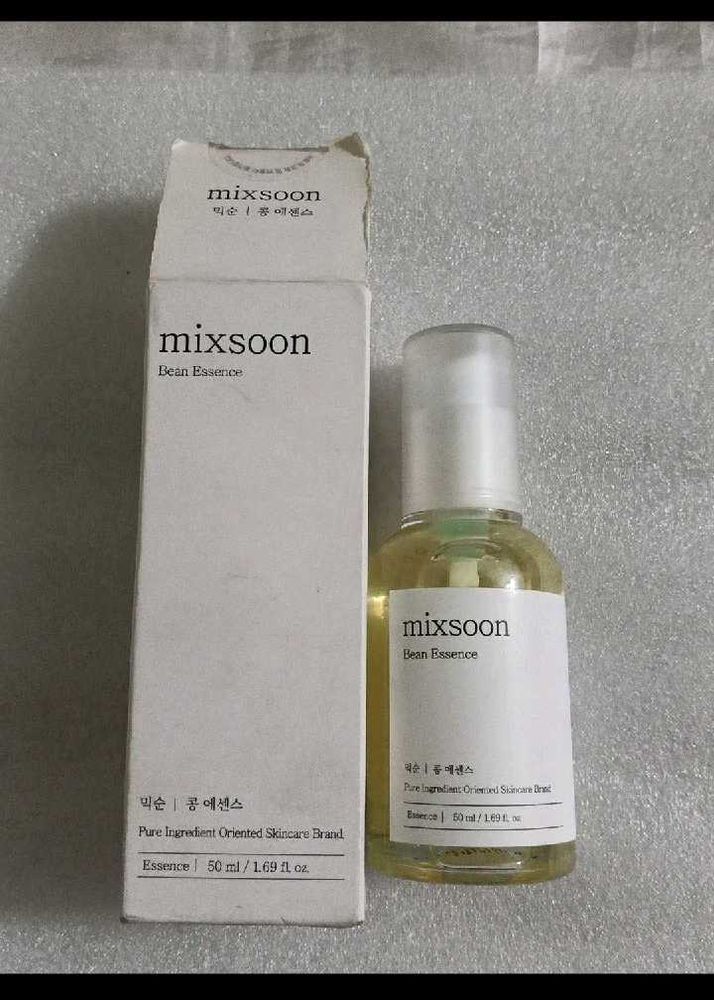 mixsoon
믹순 | 콩 에센스
mixsoon
Bean Essence
믹순 | 콩 에센스
Pure Ingredient Oriented Skincare Brand.
Essence | 50 ml / 1.69 fl. oz.
mixsoon
Bean Essence
믹순 | 콩 에센스
Pure Ingredient Oriented Skincare Brand
Essence | 50 ml / 1.69 fl. oz.